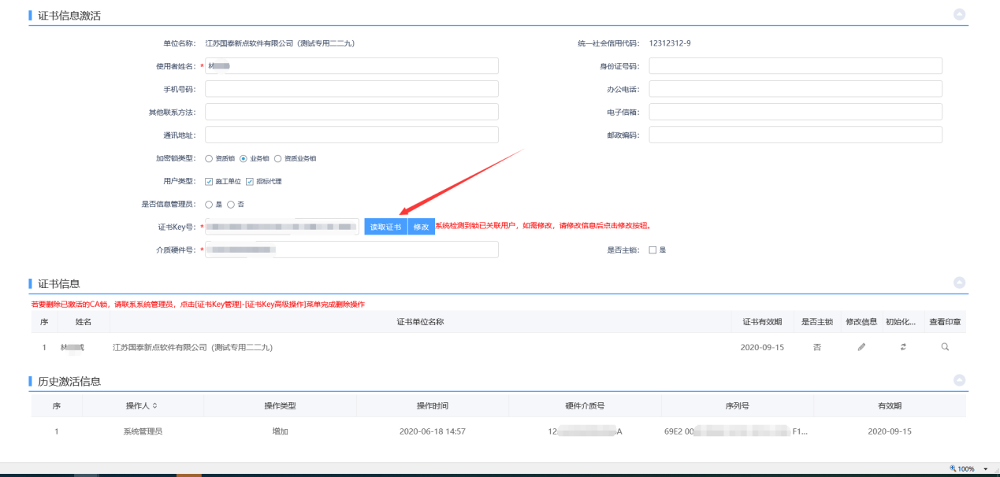 证书信息激活
单位名称： 江苏国泰新点软件有限公司（测试专用二二九） 统一社会信用代码： 12312312-9
使用者姓名：* 林 身份证号码：
手机号码： 办公电话：
其他联系方法： 电子信箱：
通讯地址： 邮政编码：
加密锁类型： 资质锁 业务锁 资质业务锁
用户类型： 施工单位 招标代理
是否信息管理员： 是 否
证书Key号：* 读取证书 修改 系统检测到锁已关联用户，如需修改，请修改信息后点击修改按钮。
介质硬件号：* 是否主锁： 是
证书信息
若要删除已激活的CA锁，请联系系统管理员，点击[证书Key管理]-[证书Key高级操作]菜单完成删除操作
序 姓名 证书单位名称 证书有效期 是否主锁 修改信息 初始化... 查看印章
1 林 成 江苏国泰新点软件有限公司（测试专用二二九） 2020-09-15 否
历史激活信息
序 操作人 操作类型 操作时间 硬件介质号 序列号 有效期
1 系统管理员 增加 2020-06-18 14:57 12 A 69E2 00 F1... 2020-09-15
100%